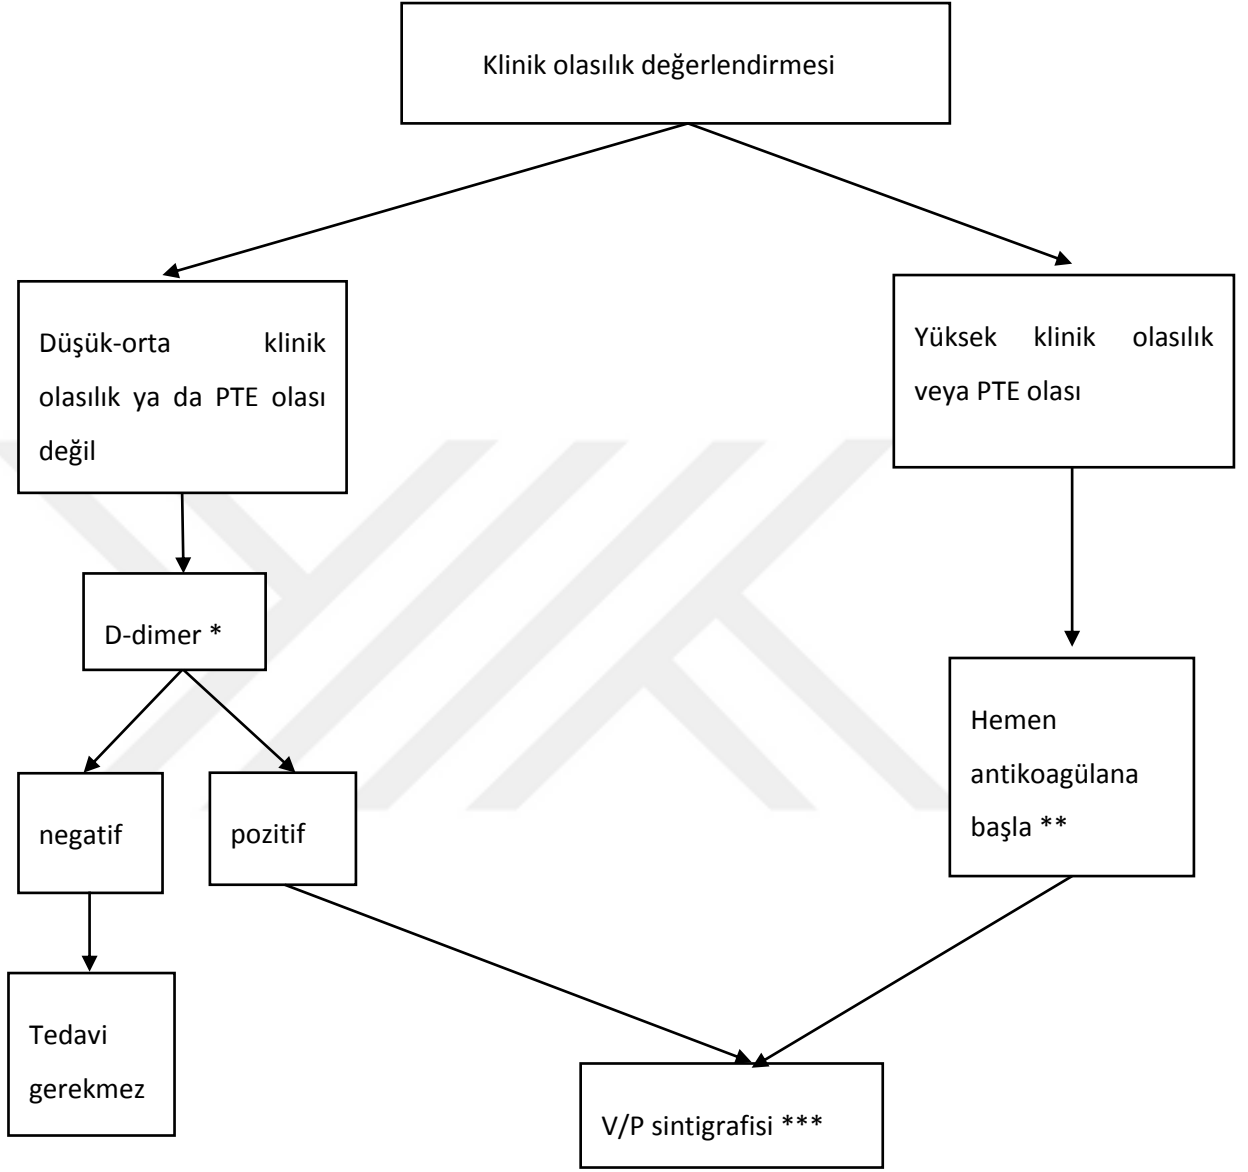 Klinik olasılık değerlendirmesi
Düşük-orta klinik
olasılık ya da PTE olası
değil
Yüksek klinik olasılık
veya PTE olası
D-dimer *
Hemen
antikoagülana
başla **
negatif
pozitif
Tedavi
gerekmez
V/P sintigrafisi ***